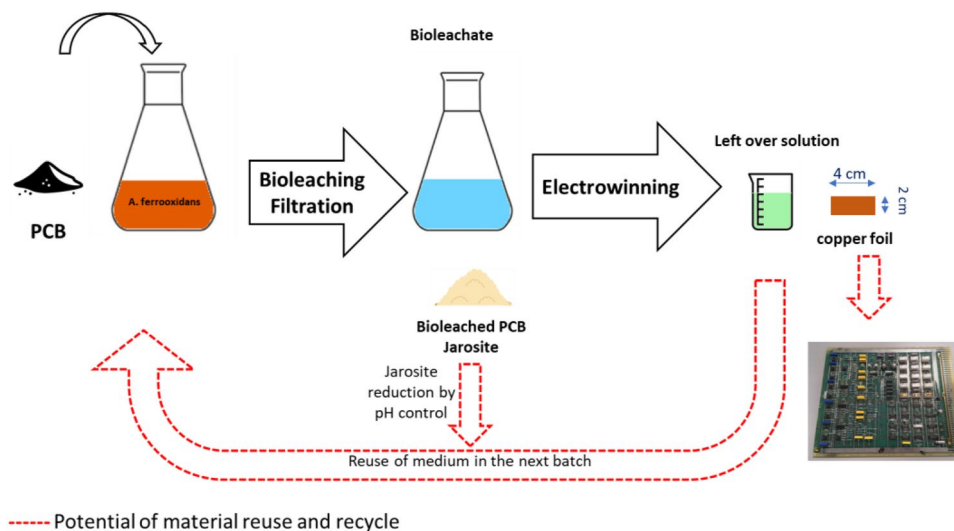 Bioleachate
PCB
A. ferrooxidans
Bioleaching
Filtration
Electrowinning
Left over solution
4 cm
2 cm
copper foil
Bioleached PCB
Jarosite
Jarosite
reduction by
pH control
Reuse of medium in the next batch
Potential of material reuse and recycle